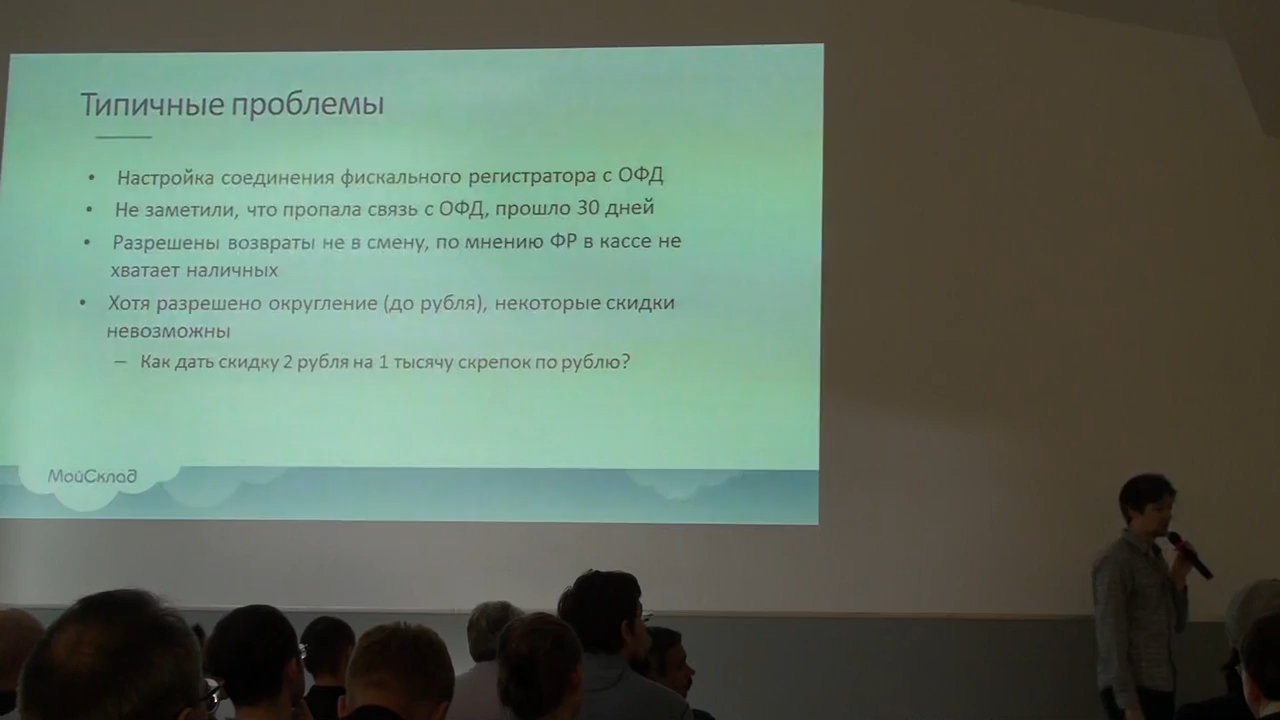 Типичные проблемы
• Настройка соединения фискального регистратора с ОФД
• Не заметили, что пропала связь с ОФД, прошло 30 дней
• Разрешены возвраты не в смену, по мнению ФР в кассе не
хватает наличных
• Хотя разрешено округление (до рубля), некоторые скидки
невозможны
– Как дать скидку 2 рубля на 1 тысячу скрепок по рублю?
МойСклад